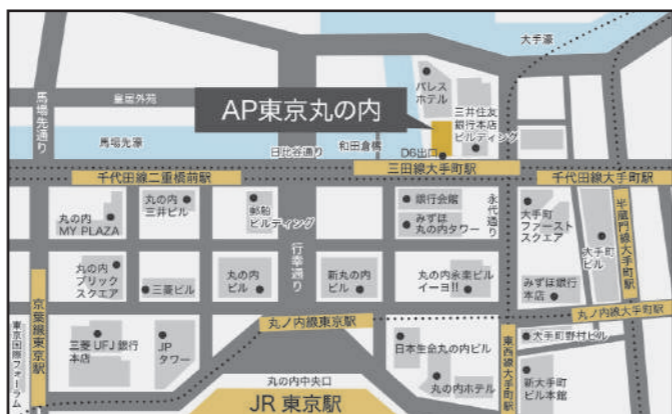 大手濠
馬場先通り
皇居外苑
パレス
ホテル
AP東京丸の内
三井住友
銀行本店
ビルディング
馬場先濠
日比谷通り
和田倉橋
D6出口
千代田線二重橋前駅
三田線大手町駅
千代田線大手町駅
丸の内
MY PLAZA
丸の内
三井ビル
郵船
ビルディング
行幸通り
銀行会館
みずほ
丸の内タワー
永代通り
大手町
ファースト
スクエア
大手町
ビル
半蔵門線大手町駅
丸の内
ブリック
スクエア
三菱ビル
丸の内
ビル
新丸の内
ビル
丸の内永楽ビル
イーヨ!!
みずほ銀行
本店
京葉線東京駅
東京国際フォーラム
丸ノ内線東京駅
丸ノ内線大手町駅
三菱UFJ銀行
本店
JP
タワー
日本生命丸の内ビル
丸の内ホテル
東西線大手町駅
大手町野村ビル
新大手町
ビル本館
丸の内中央口
JR 東京駅